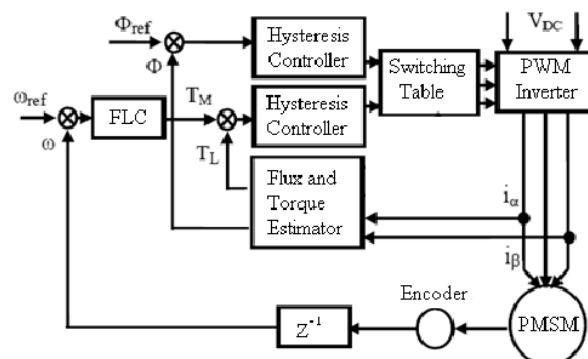 Φref
Φ
Hysteresis
Controller
VDC
Switching
Table
PWM
Inverter
ωref
ω
FLC
TM
TL
Hysteresis
Controller
Flux and
Torque
Estimator
iα
iβ
Encoder
Z⁻¹
PMSM